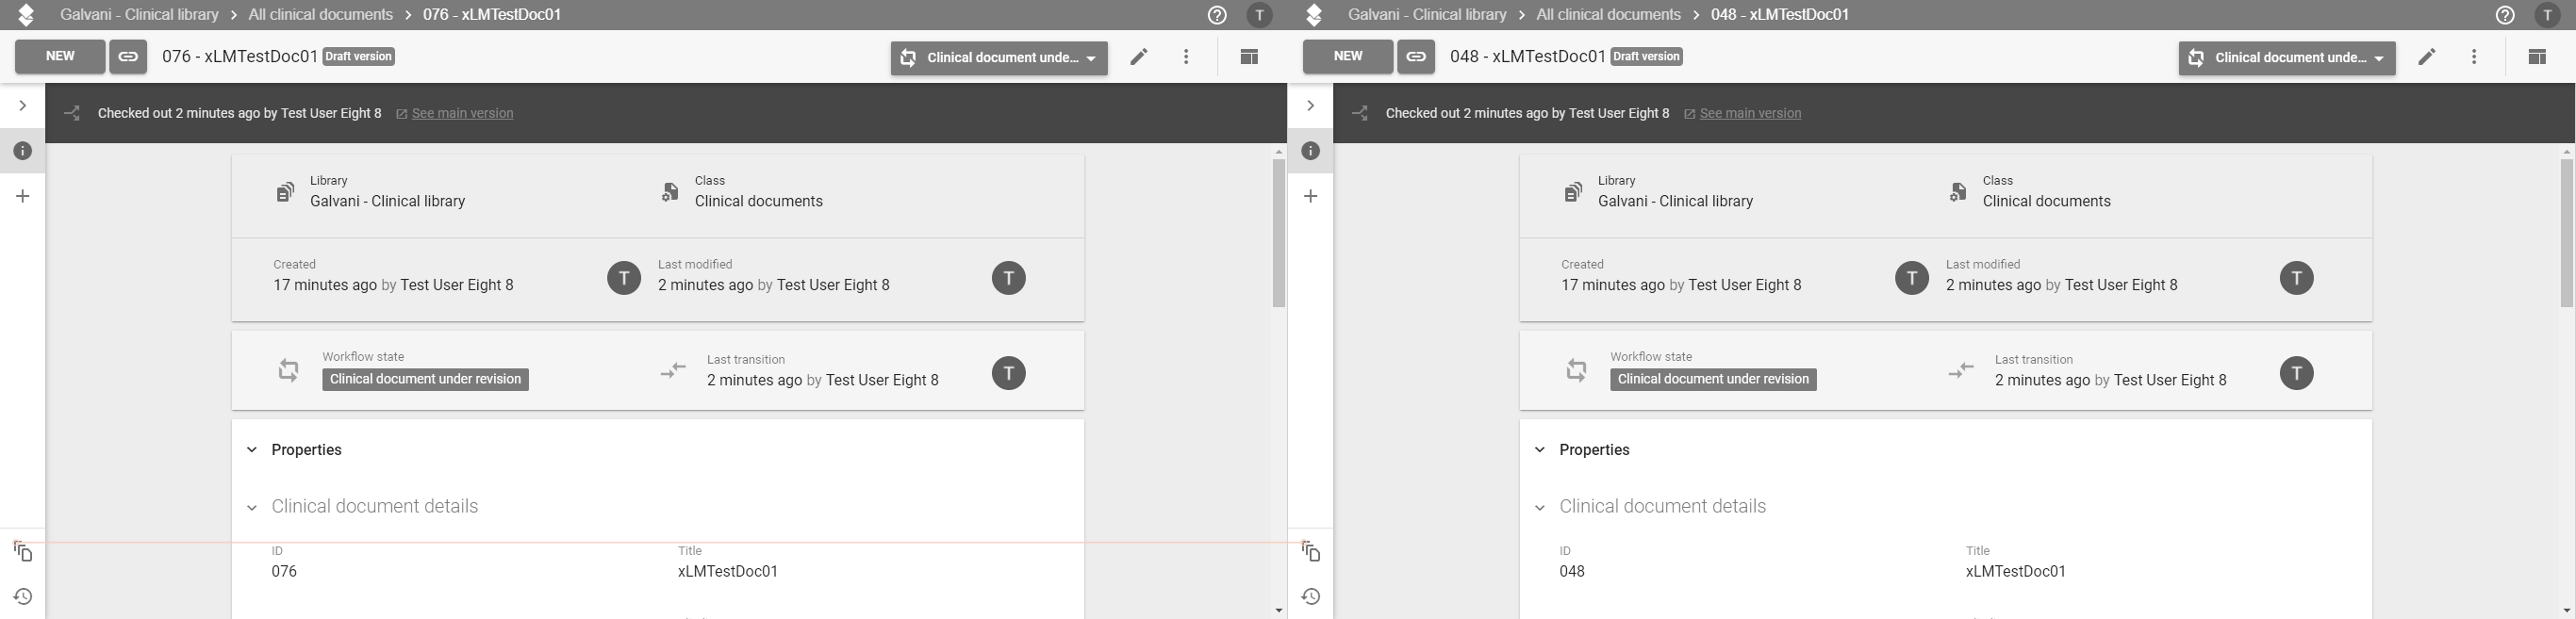 Galvani - Clinical library > All clinical documents > 076 - xLMTestDoc01
T
NEW
076 - xLMTestDoc01 Draft version
Clinical document unde...
Checked out 2 minutes ago by Test User Eight 8 See main version
Library
Galvani - Clinical library
Class
Clinical documents
Created
17 minutes ago by Test User Eight 8
T
Last modified
2 minutes ago by Test User Eight 8
T
Workflow state
Clinical document under revision
Last transition
2 minutes ago by Test User Eight 8
T
Properties
Clinical document details
ID
076
Title
xLMTestDoc01
Galvani - Clinical library > All clinical documents > 048 - xLMTestDoc01
T
NEW
048 - xLMTestDoc01 Draft version
Clinical document unde...
Checked out 2 minutes ago by Test User Eight 8 See main version
Library
Galvani - Clinical library
Class
Clinical documents
Created
17 minutes ago by Test User Eight 8
T
Last modified
2 minutes ago by Test User Eight 8
T
Workflow state
Clinical document under revision
Last transition
2 minutes ago by Test User Eight 8
T
Properties
Clinical document details
ID
048
Title
xLMTestDoc01